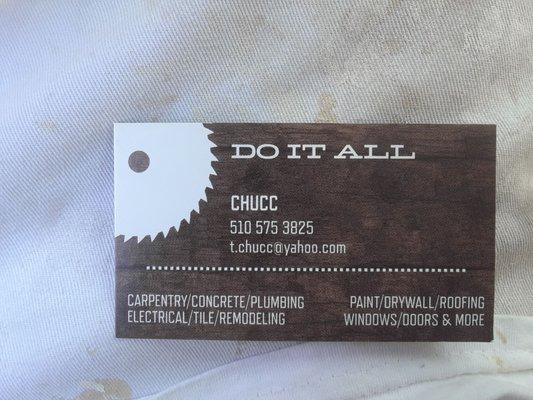 DO IT ALL
CHUCC
510 575 3825
t.chucc@yahoo.com
CARPENTRY/CONCRETE/PLUMBING
ELECTRICAL/TILE/REMODELING
PAINT/DRYWALL/ROOFING
WINDOWS/DOORS & MORE